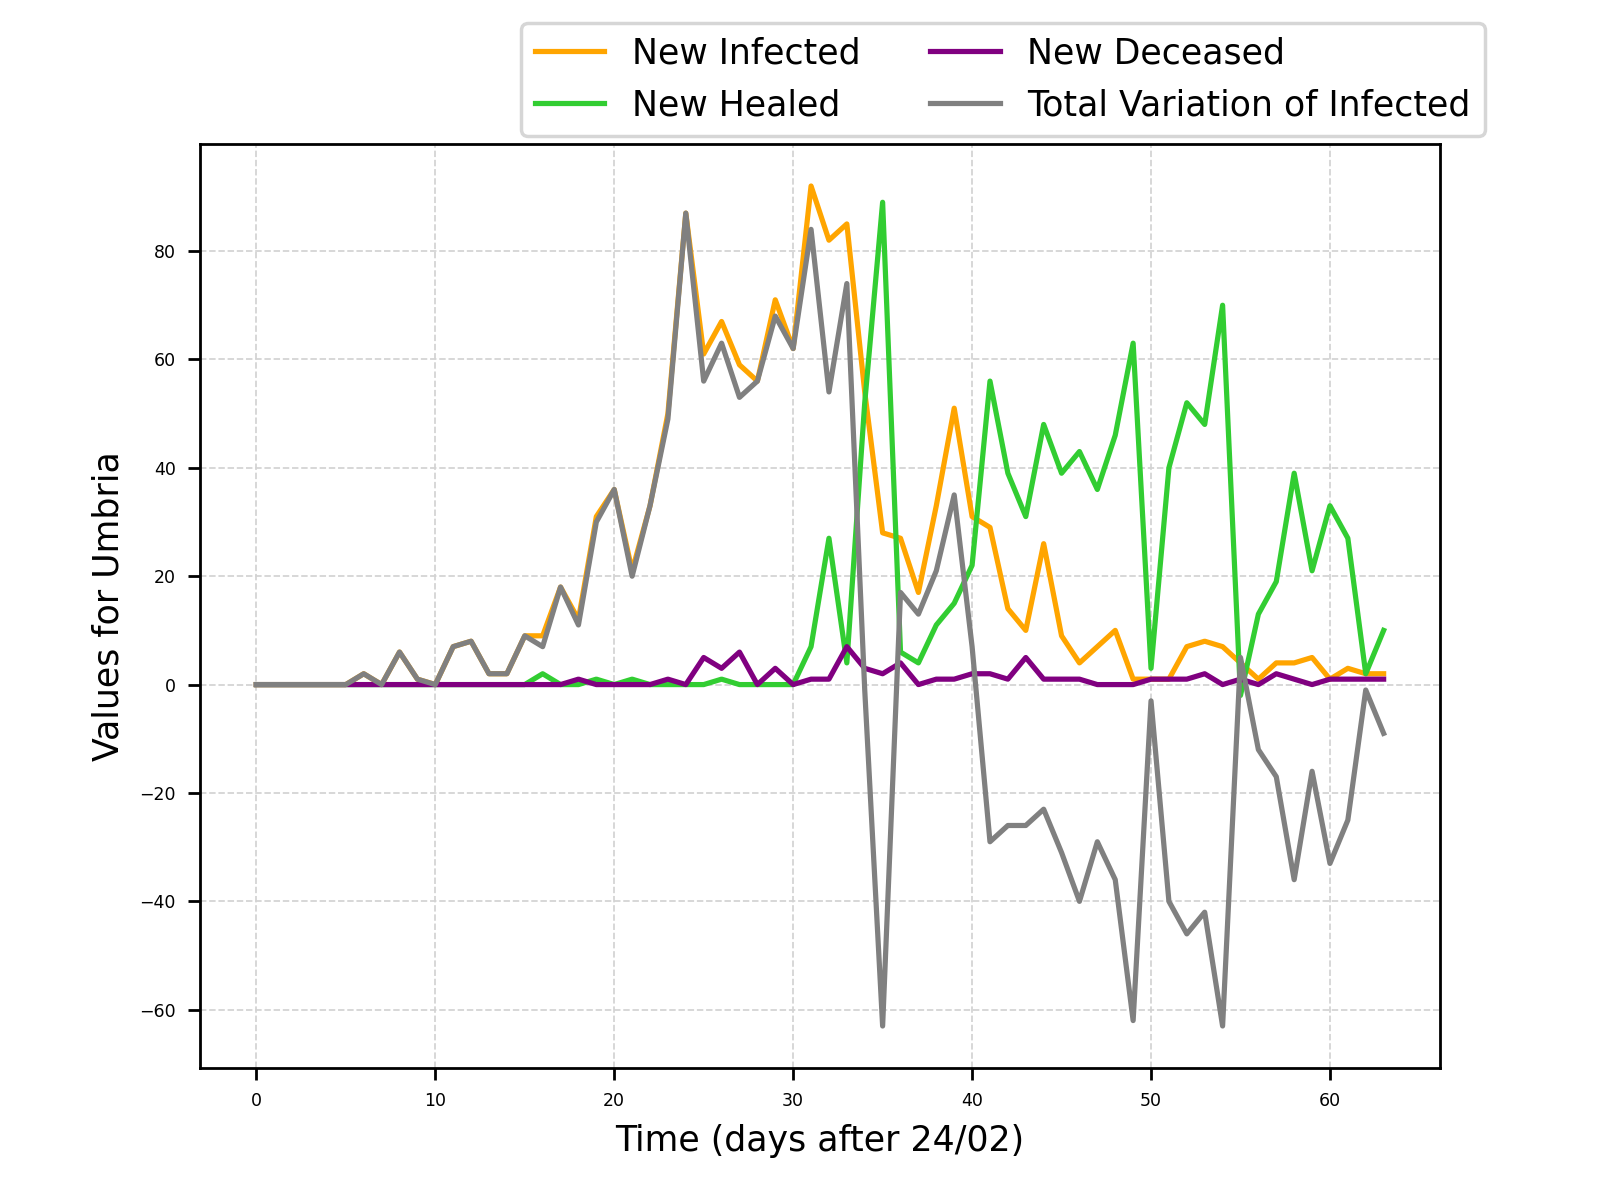 New Infected
New Healed
New Deceased
Total Variation of Infected
Values for Umbria
80
60
40
20
0
−20
−40
−60
0 10 20 30 40 50 60
Time (days after 24/02)